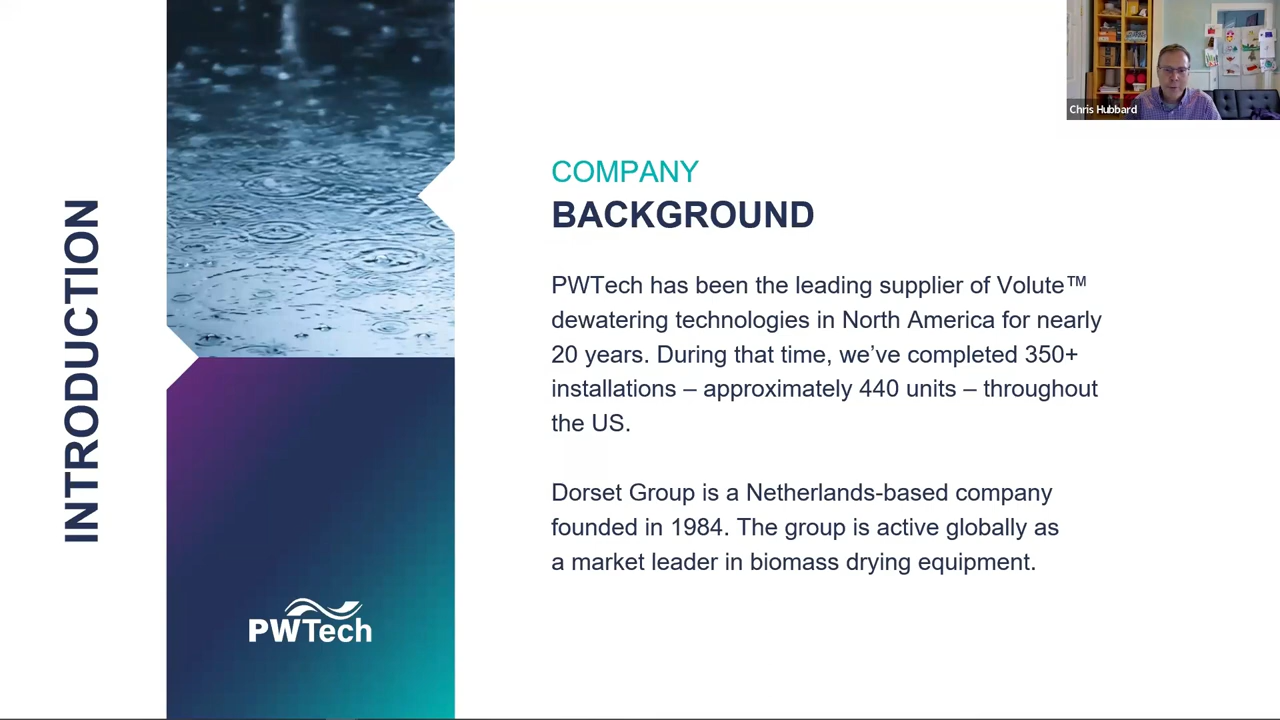 INTRODUCTION
PWTech
COMPANY
BACKGROUND
PWTech has been the leading supplier of Volute™
dewatering technologies in North America for nearly
20 years. During that time, we’ve completed 350+
installations – approximately 440 units – throughout
the US.
Dorset Group is a Netherlands-based company
founded in 1984. The group is active globally as
a market leader in biomass drying equipment.
Chris Hubbard